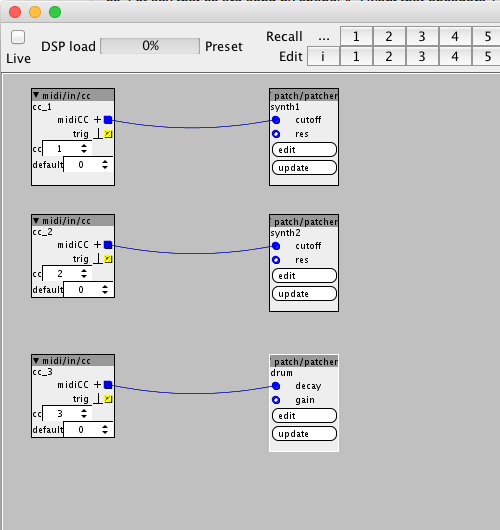 Live
DSP load 0% Preset
Recall ... 1 2 3 4 5
Edit i 1 2 3 4 5
▼ midi/in/cc
cc_1
midiCC +
trig
cc 1
default 0
patch/patcher
synth1
cutoff
res
edit
update
▼ midi/in/cc
cc_2
midiCC +
trig
cc 2
default 0
patch/patcher
synth2
cutoff
res
edit
update
▼ midi/in/cc
cc_3
midiCC +
trig
cc 3
default 0
patch/patcher
drum
decay
gain
edit
update